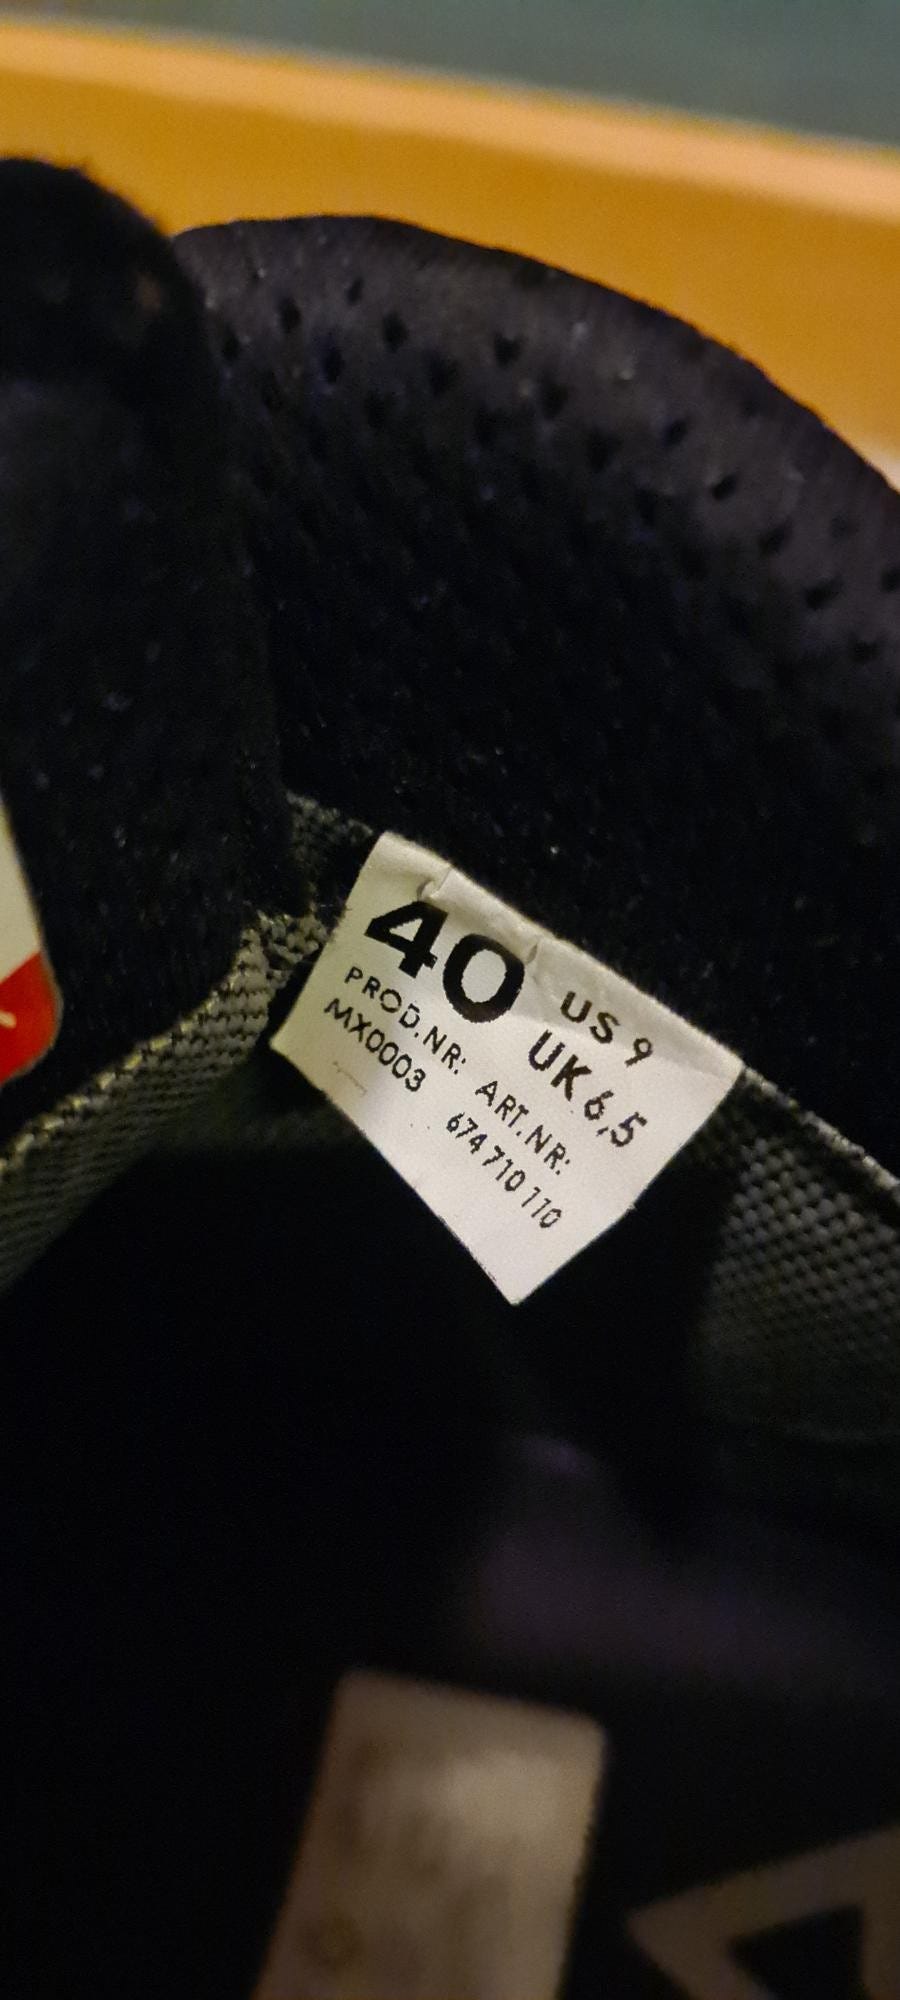 40 US 9
UK 6,5
PROD.NR: ART.NR:
MX0003 674 710 110